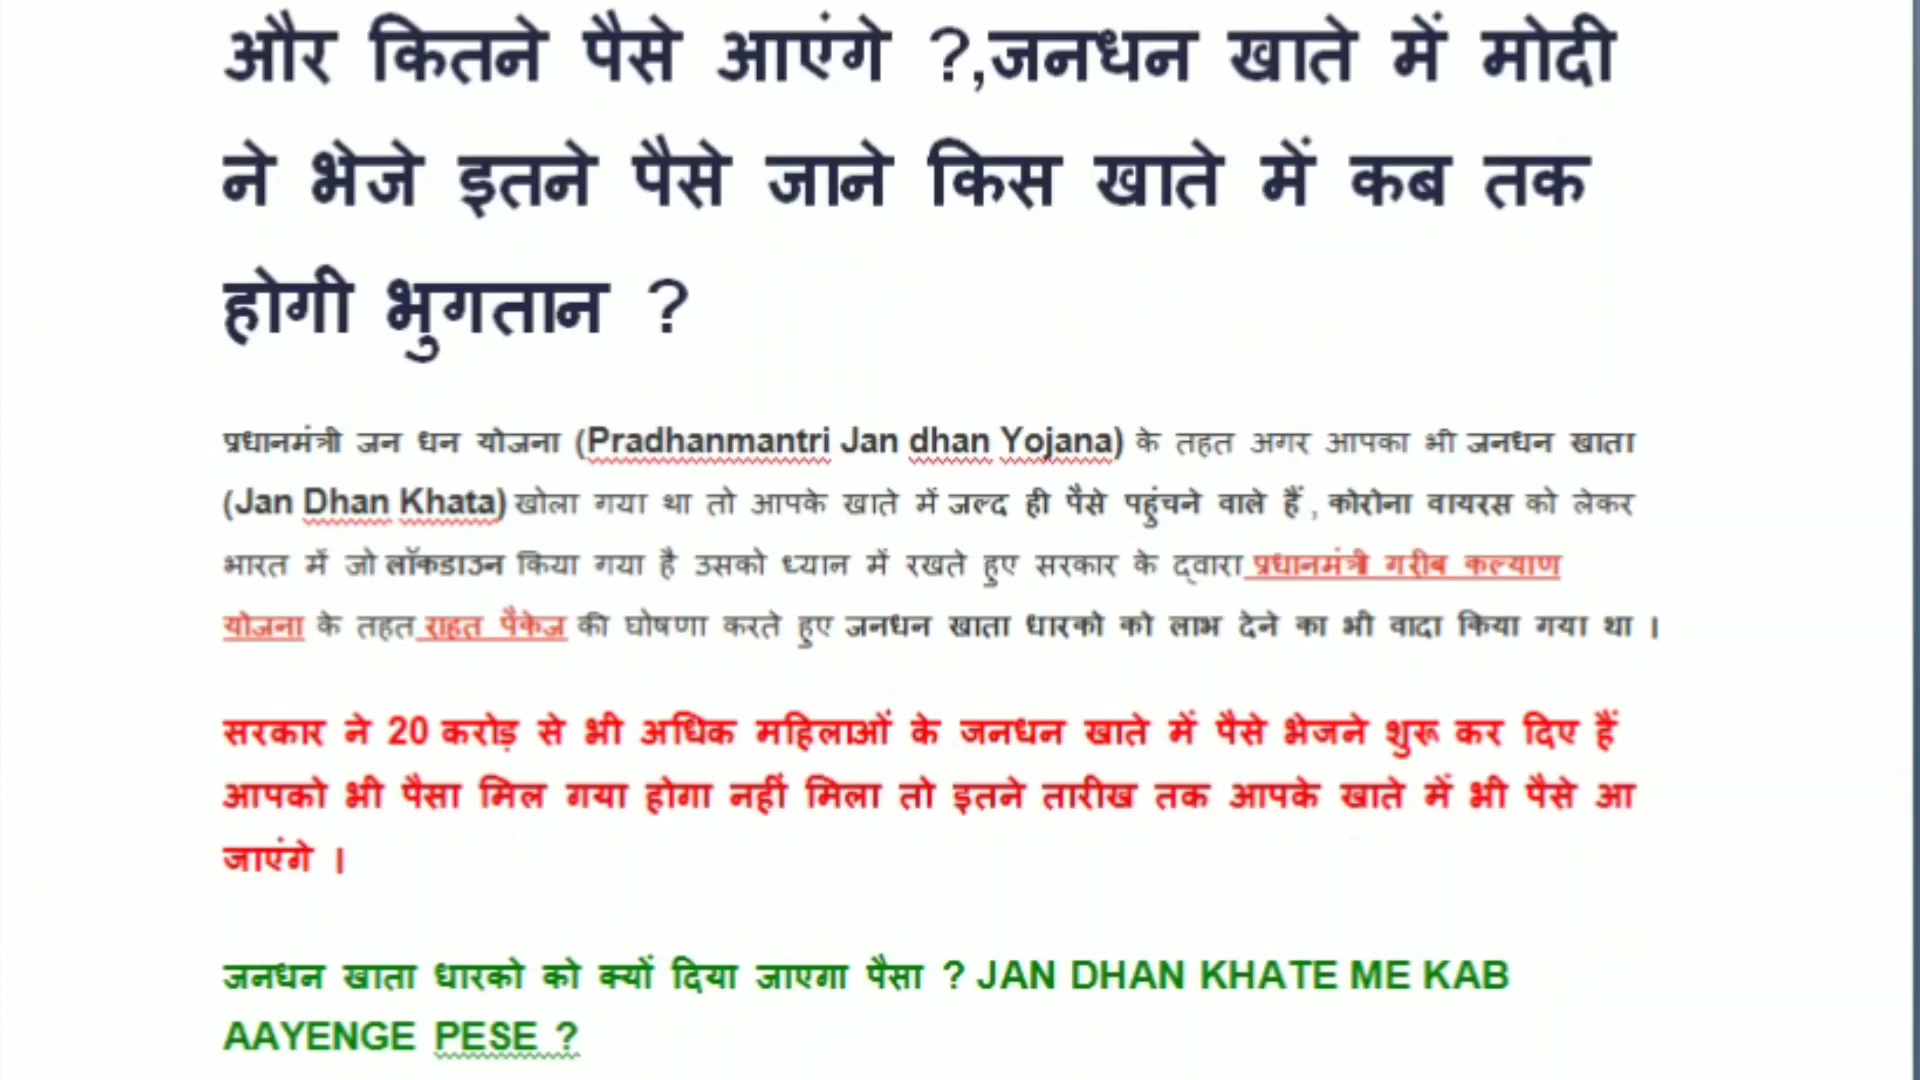 और कितने पैसे आएंगे ?,जनधन खाते में मोदी
ने भेजे इतने पैसे जाने किस खाते में कब तक
होगी भुगतान ?
प्रधानमंत्री जन धन योजना (Pradhanmantri Jan dhan Yojana) के तहत अगर आपका भी जनधन खाता
(Jan Dhan Khata) खोला गया था तो आपके खाते में जल्द ही पैसे पहुंचने वाले हैं , कोरोना वायरस को लेकर
भारत में जो लॉकडाउन किया गया है उसको ध्यान में रखते हुए सरकार के द्वारा प्रधानमंत्री गरीब कल्याण
योजना के तहत राहत पैकेज की घोषणा करते हुए जनधन खाता धारको को लाभ देने का भी वादा किया गया था ।
सरकार ने 20 करोड़ से भी अधिक महिलाओं के जनधन खाते में पैसे भेजने शुरू कर दिए हैं
आपको भी पैसा मिल गया होगा नहीं मिला तो इतने तारीख तक आपके खाते में भी पैसे आ
जाएंगे ।
जनधन खाता धारको को क्यों दिया जाएगा पैसा ? JAN DHAN KHATE ME KAB
AAYENGE PESE ?